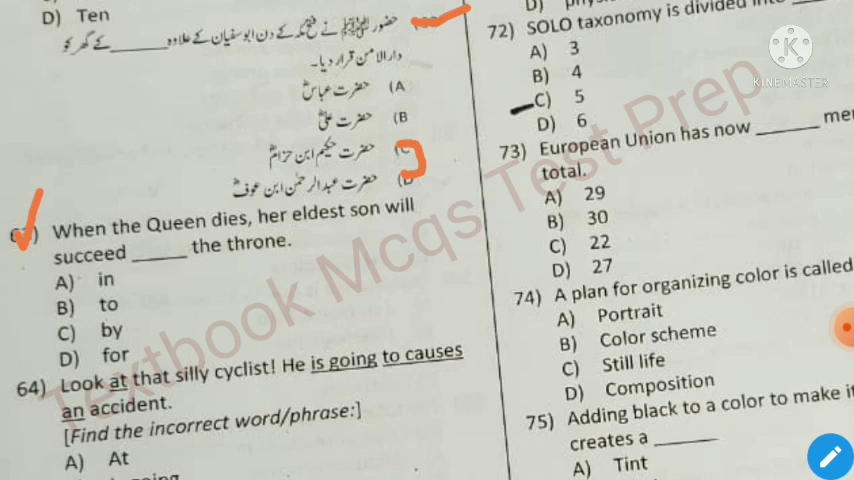 D) Ten
حضور ﷺ نے فتح مکہ کے دن ابوسفیان کے علاوہ ______ کے گھر کو
دارالامن قرار دیا۔
A) حضرت عباسؓ
B) حضرت علیؓ
C) حضرت حکیم ابن حزامؓ
D) حضرت عبدالرحمٰن ابن عوفؓ
When the Queen dies, her eldest son will
succeed _____ the throne.
A) in
B) to
C) by
D) for
64) Look at that silly cyclist! He is going to causes
an accident.
[Find the incorrect word/phrase:]
A) At
going
D)
72) SOLO taxonomy is divided into
A) 3
B) 4
C) 5
D) 6
73) European Union has now ______
total.
A) 29
B) 30
C) 22
D) 27
74) A plan for organizing color is called
A) Portrait
B) Color scheme
C) Still life
D) Composition
75) Adding black to a color to make it
creates a ______
A) Tint
Textbook Mcqs Test Prep
KINEMASTER